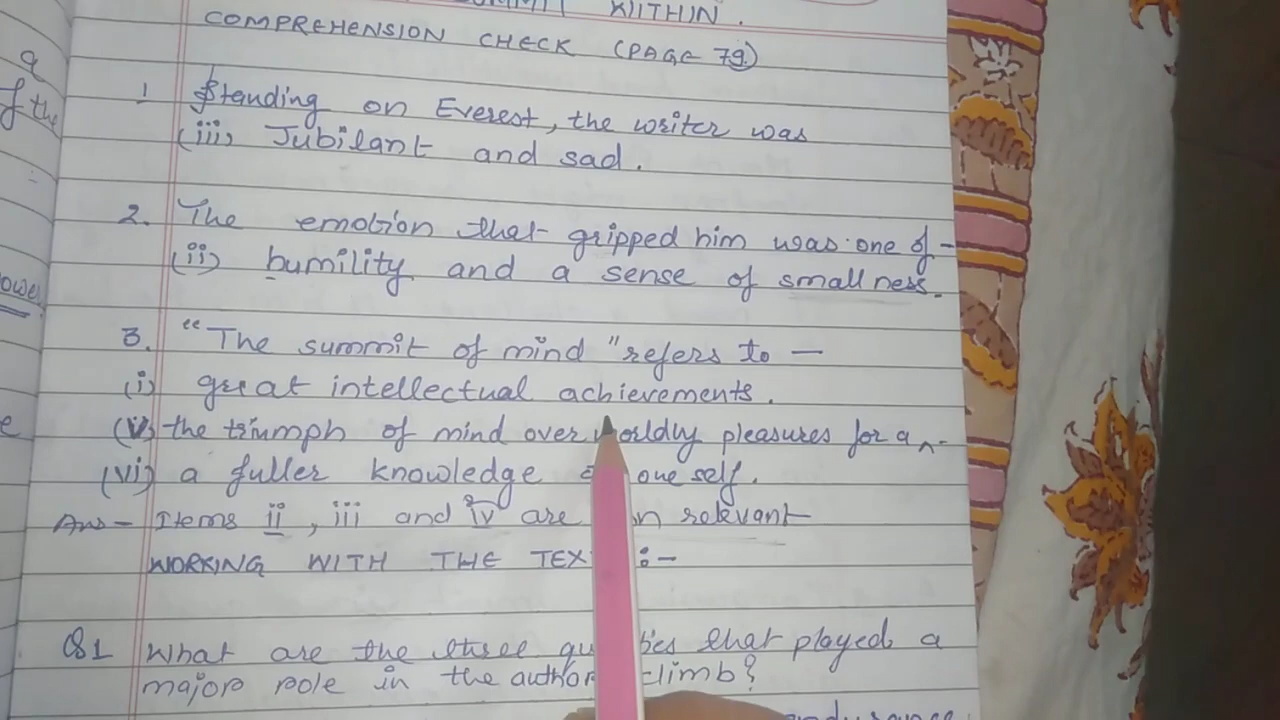 WITHIN.
COMPREHENSION CHECK (PAGE 79)
1 Standing on Everest, the writer was
(iii) Jubilant and sad.
2. The emotion that gripped him was one of -
(ii) humility and a sense of smallness.
3. "The summit of mind" refers to —
(i) great intellectual achievements.
(v) the triumph of mind over worldly pleasures for a
(vi) a fuller knowledge oneself.
Ans - Items ii, iii and iv are relevant
WORKING WITH THE TEX :-
Q1 What are the three that played a
major role in the author climb?
a
of the
e